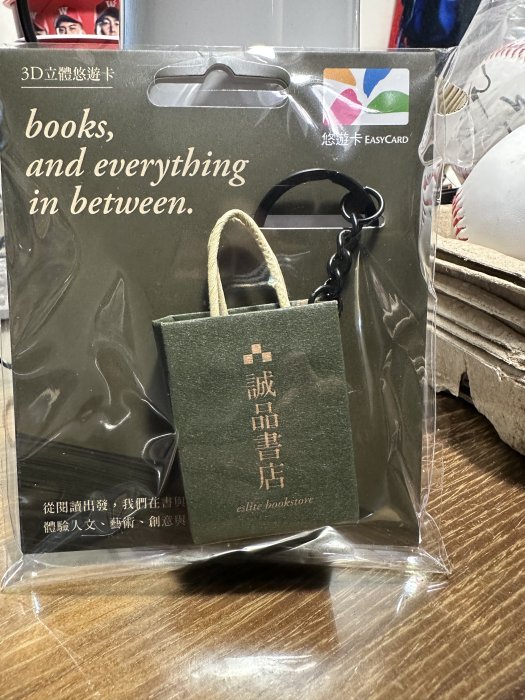 3D立體悠遊卡
books,
and everything
in between.
悠遊卡 EASYCARD
誠品書店
eslite bookstore
從閱讀出發,我們在書與
體驗人文、藝術、創意與